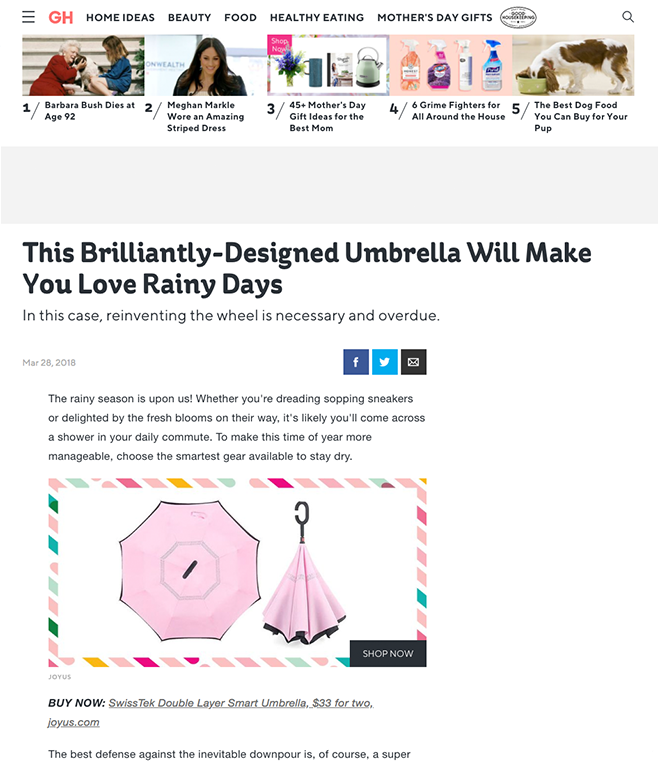 GH HOME IDEAS BEAUTY FOOD HEALTHY EATING MOTHER'S DAY GIFTS GOOD HOUSEKEEPING
Shop Now
1/ Barbara Bush Dies at
Age 92
2/ Meghan Markle
Wore an Amazing
Striped Dress
3/ 45+ Mother's Day
Gift Ideas for the
Best Mom
4/ 6 Grime Fighters for
All Around the House
5/ The Best Dog Food
You Can Buy for Your
Pup
This Brilliantly-Designed Umbrella Will Make
You Love Rainy Days
In this case, reinventing the wheel is necessary and overdue.
Mar 28, 2018
The rainy season is upon us! Whether you're dreading sopping sneakers
or delighted by the fresh blooms on their way, it's likely you'll come across
a shower in your daily commute. To make this time of year more
manageable, choose the smartest gear available to stay dry.
SHOP NOW
JOYUS
BUY NOW: SwissTek Double Layer Smart Umbrella, $33 for two,
joyus.com
The best defense against the inevitable downpour is, of course, a super